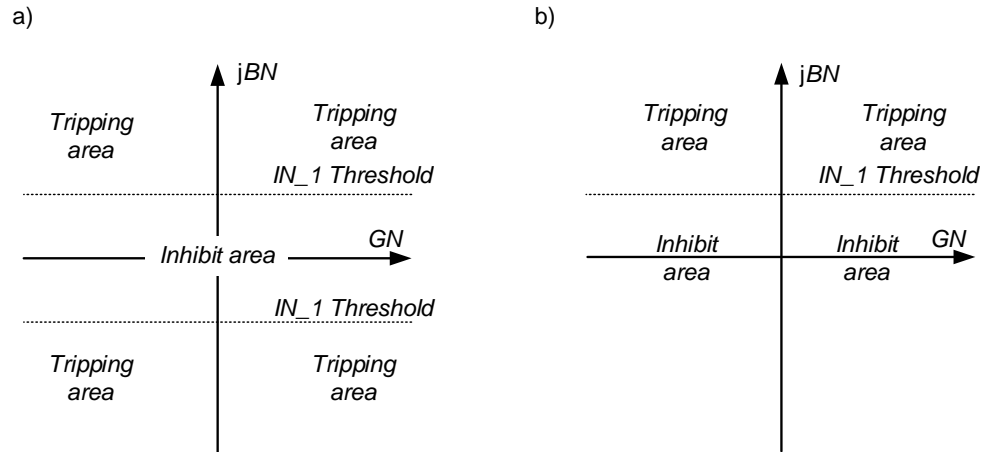 a)
jBN
Tripping
area
Tripping
area
IN_1 Threshold
GN
Inhibit area
IN_1 Threshold
Tripping
area
Tripping
area
b)
jBN
Tripping
area
Tripping
area
IN_1 Threshold
Inhibit
area
Inhibit
area
GN